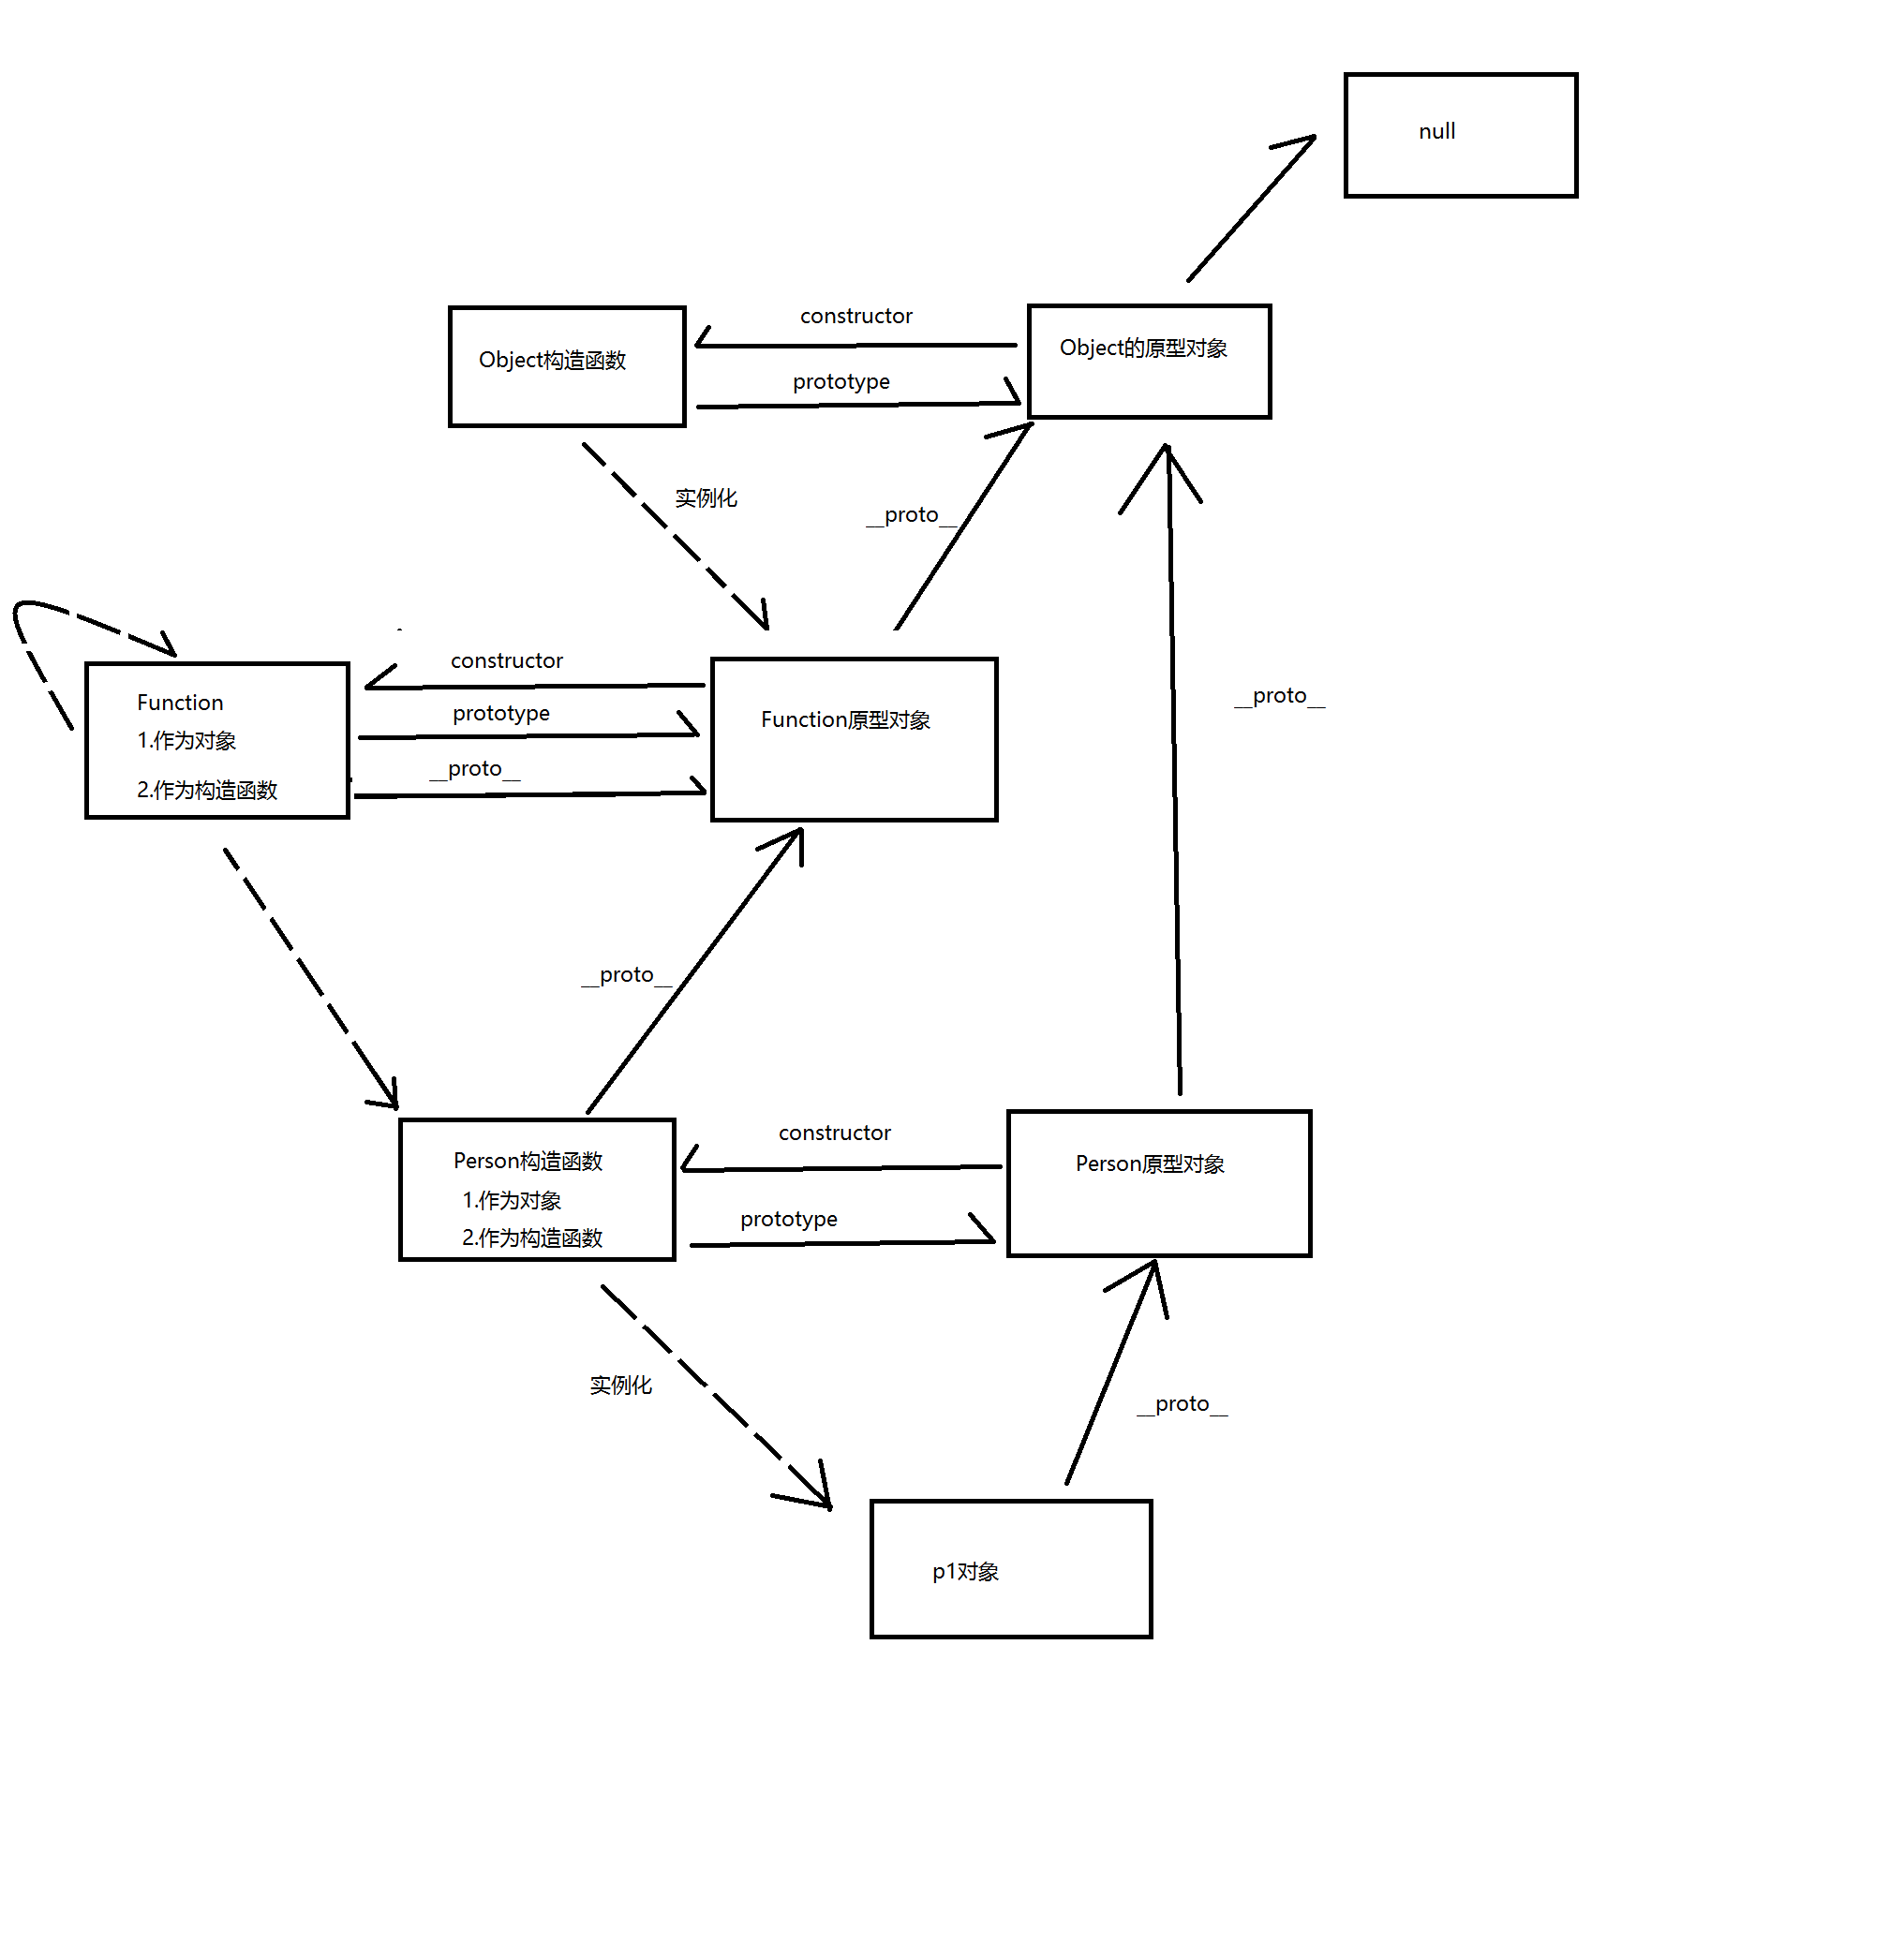 null
constructor
Object构造函数
Object的原型对象
prototype
实例化
__proto__
constructor
Function
1.作为对象
2.作为构造函数
prototype
__proto__
Function原型对象
__proto__
__proto__
Person构造函数
1.作为对象
2.作为构造函数
constructor
prototype
Person原型对象
实例化
__proto__
p1对象